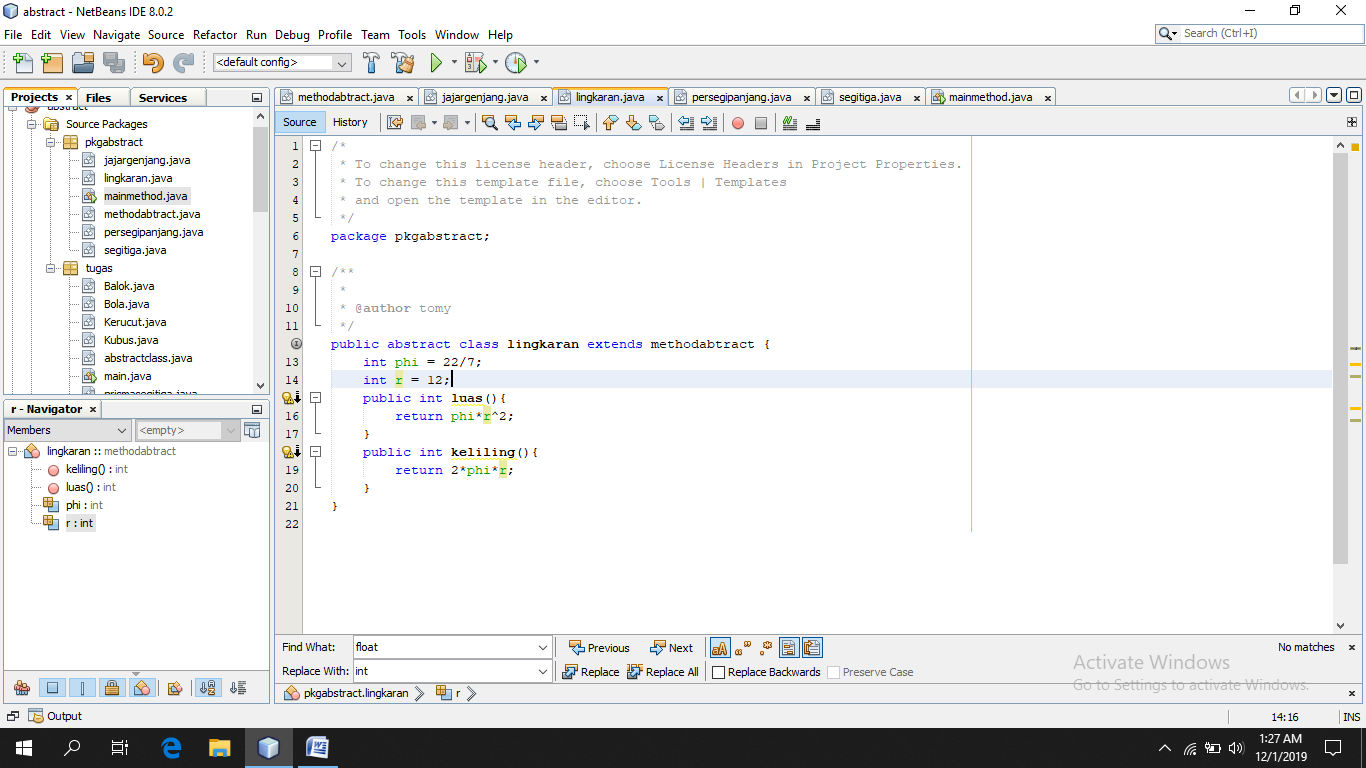 abstract - NetBeans IDE 8.0.2
File Edit View Navigate Source Refactor Run Debug Profile Team Tools Window Help
Search (Ctrl+I)
<default config>
Projects x Files Services
methodabtract.java x jajargenjang.java x lingkaran.java x persegipanjang.java x segitiga.java x mainmethod.java x
Source History
abstract
Source Packages
pkgabstract
jajargenjang.java
lingkaran.java
mainmethod.java
methodabtract.java
persegipanjang.java
segitiga.java
tugas
Balok.java
Bola.java
Kerucut.java
Kubus.java
abstractclass.java
main.java
prismasegitiga.java
r - Navigator x
Members <empty>
lingkaran :: methodabtract
keliling() : int
luas() : int
phi : int
r : int
1 /*
2 * To change this license header, choose License Headers in Project Properties.
3 * To change this template file, choose Tools | Templates
4 * and open the template in the editor.
5 */
6 package pkgabstract;
7
8 /**
9 *
10 * @author tomy
11 */
public abstract class lingkaran extends methodabtract {
13 int phi = 22/7;
14 int r = 12;
public int luas(){
16 return phi*r^2;
17 }
public int keliling(){
19 return 2*phi*r;
20 }
21 }
22
Find What: float Previous Next No matches
Replace With: int Replace Replace All Replace Backwards Preserve Case
pkgabstract.lingkaran r
Activate Windows
Go to Settings to activate Windows.
Output
14:16 INS
1:27 AM
12/1/2019